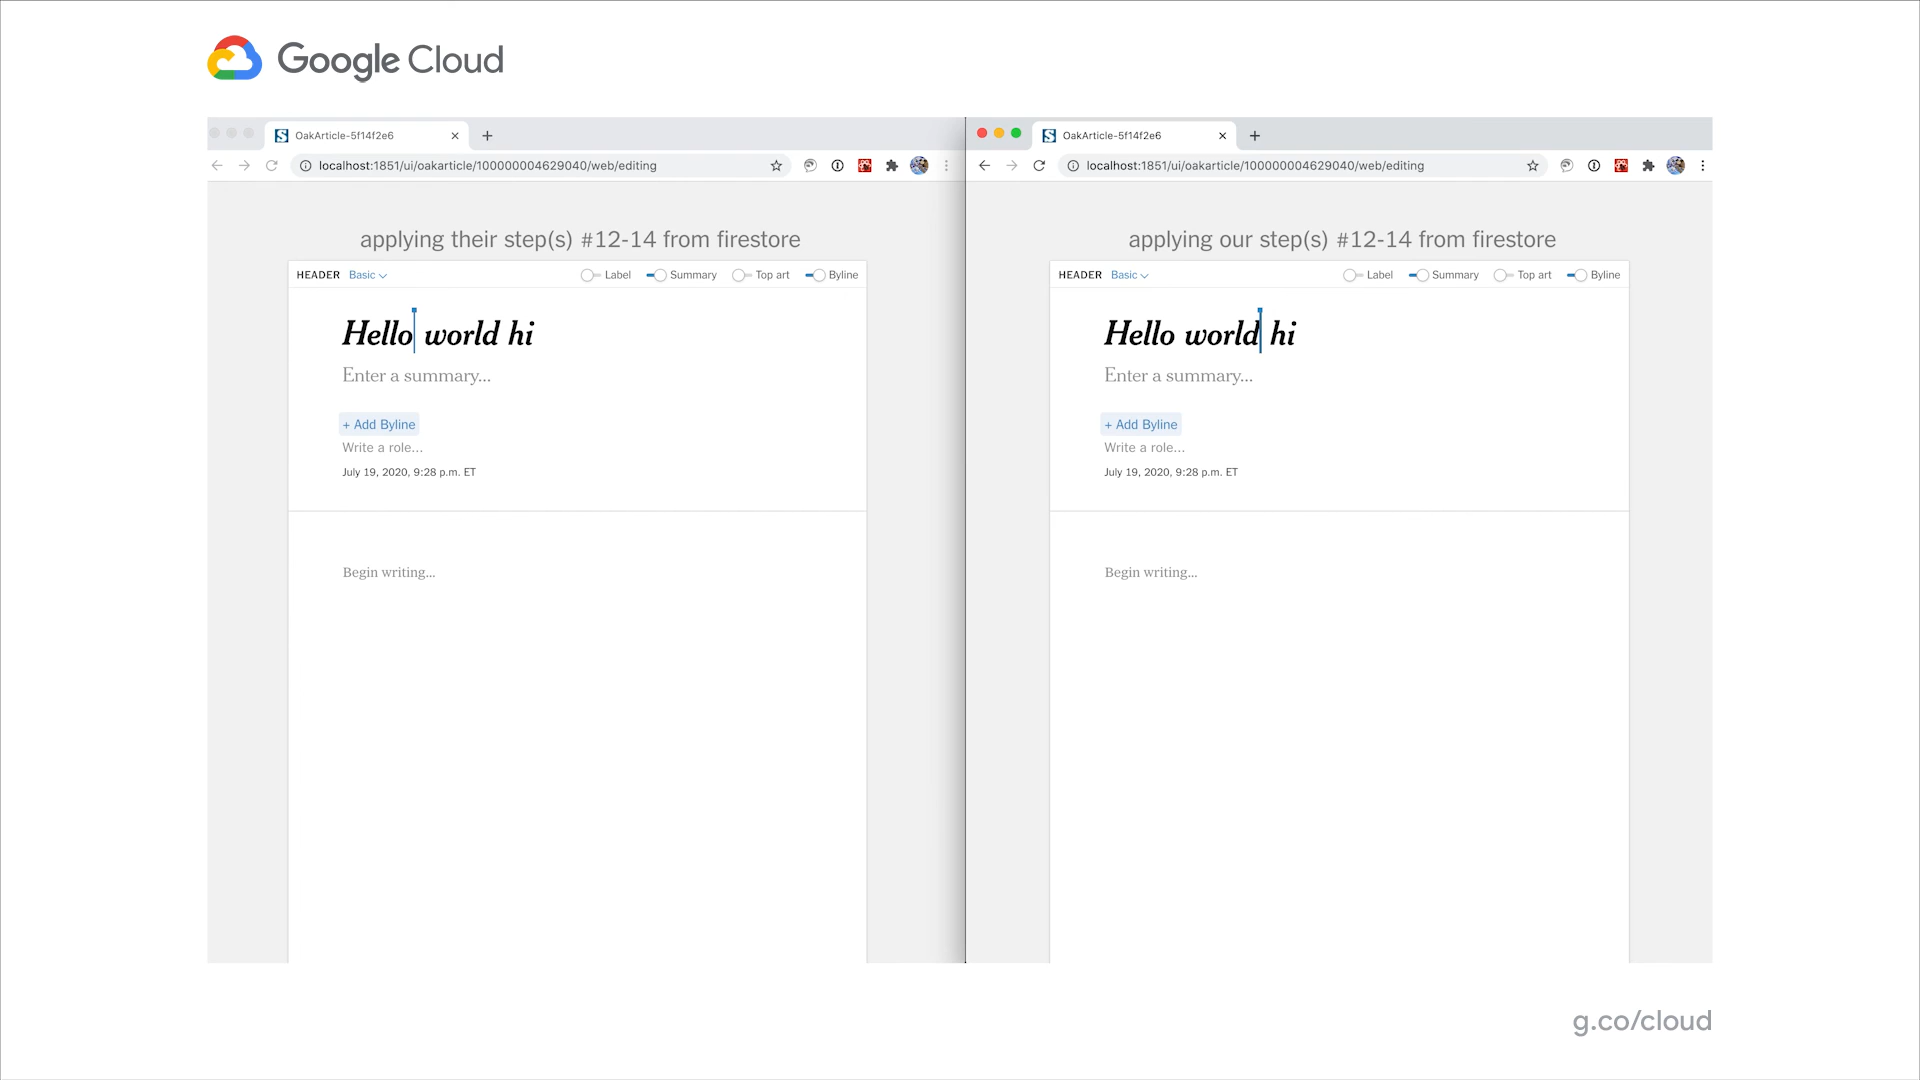 Google Cloud
OakArticle-5f14f2e6
localhost:1851/ui/oakarticle/100000004629040/web/editing
applying their step(s) #12-14 from firestore
HEADER Basic Label Summary Top art Byline
Hello world hi
Enter a summary...
+ Add Byline
Write a role...
July 19, 2020, 9:28 p.m. ET
Begin writing...
OakArticle-5f14f2e6
localhost:1851/ui/oakarticle/100000004629040/web/editing
applying our step(s) #12-14 from firestore
HEADER Basic Label Summary Top art Byline
Hello world hi
Enter a summary...
+ Add Byline
Write a role...
July 19, 2020, 9:28 p.m. ET
Begin writing...
g.co/cloud